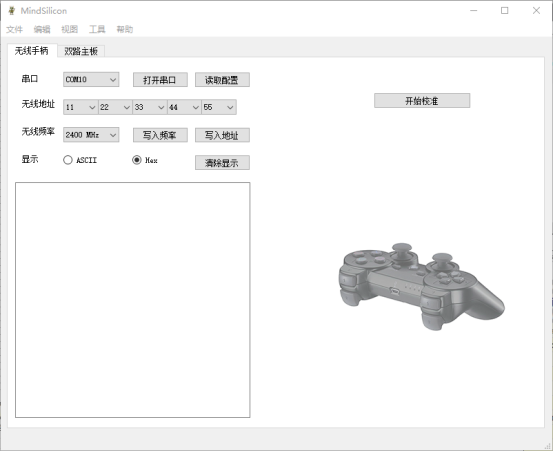 MindSilicon
文件 编辑 视图 工具 帮助
无线手柄 双路主板
串口 COM10 打开串口 读取配置
开始校准
无线地址 11 22 33 44 55
无线频率 2400 MHz 写入频率 写入地址
显示 ASCII Hex 清除显示